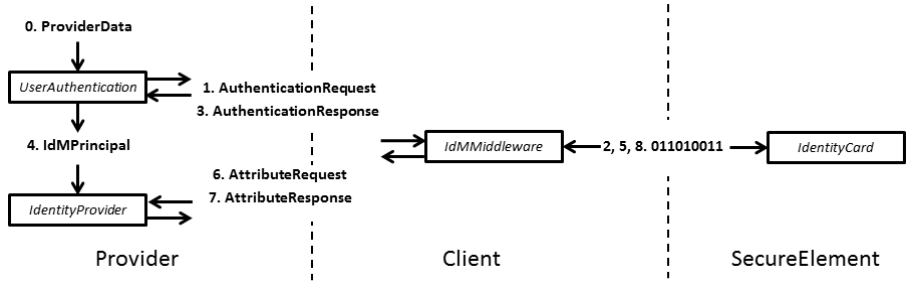 0. ProviderData
UserAuthentication
1. AuthenticationRequest
3. AuthenticationResponse
4. IdMPrincipal
IdMMiddleware
2, 5, 8. 011010011
IdentityCard
6. AttributeRequest
7. AttributeResponse
IdentityProvider
Provider
Client
SecureElement